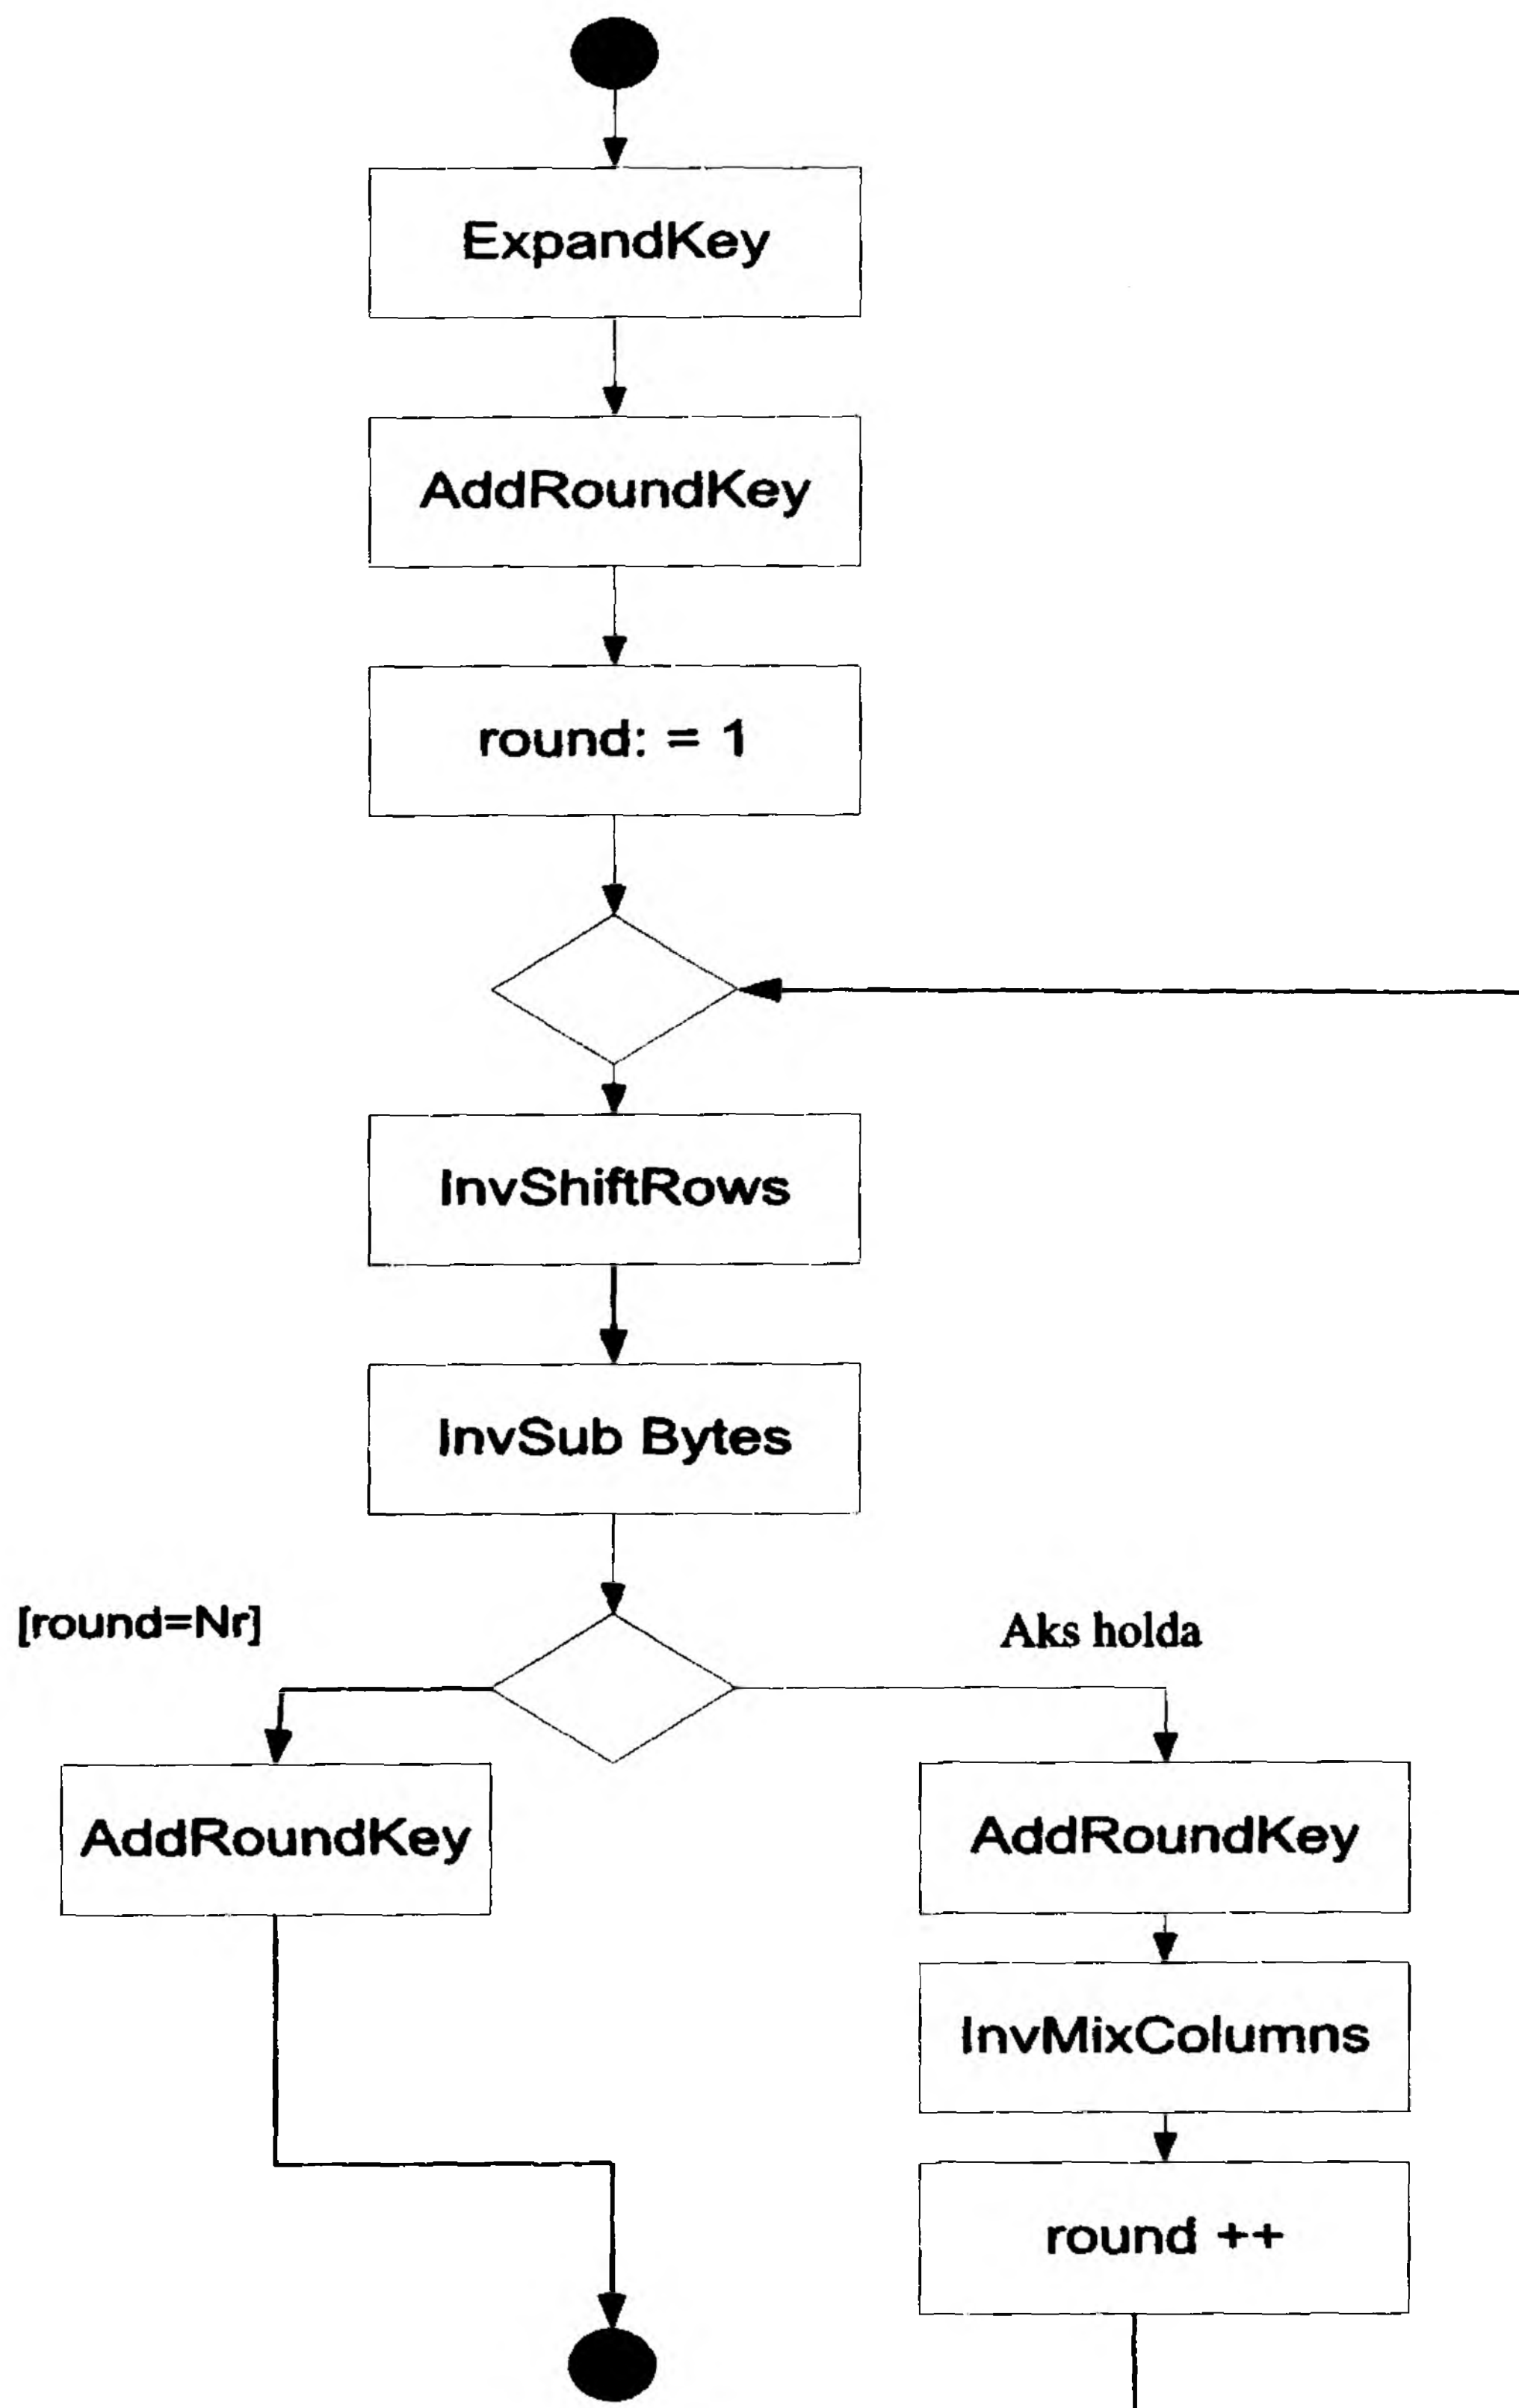 ExpandKey
AddRoundKey
round: = 1
InvShiftRows
InvSub Bytes
[round=Nr]
Aks holda
AddRoundKey
AddRoundKey
InvMixColumns
round ++